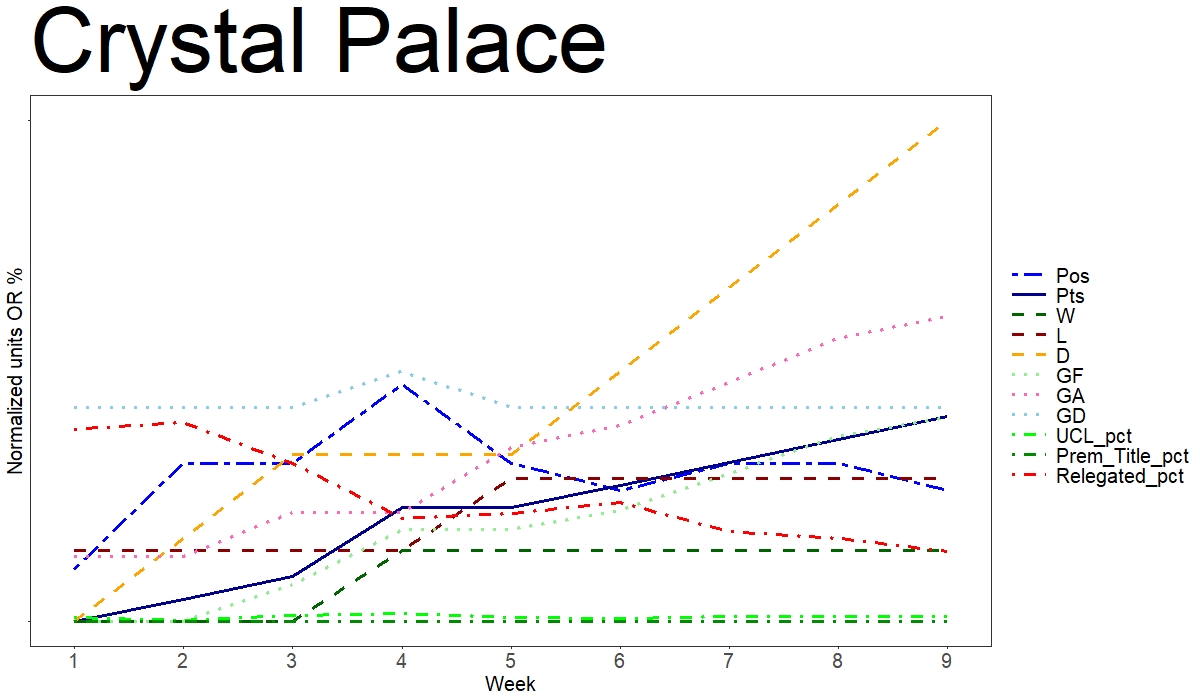 Crystal Palace
Normalized units OR %
Pos
Pts
W
L
D
GF
GA
GD
UCL_pct
Prem_Title_pct
Relegated_pct
1 2 3 4 5 6 7 8 9
Week